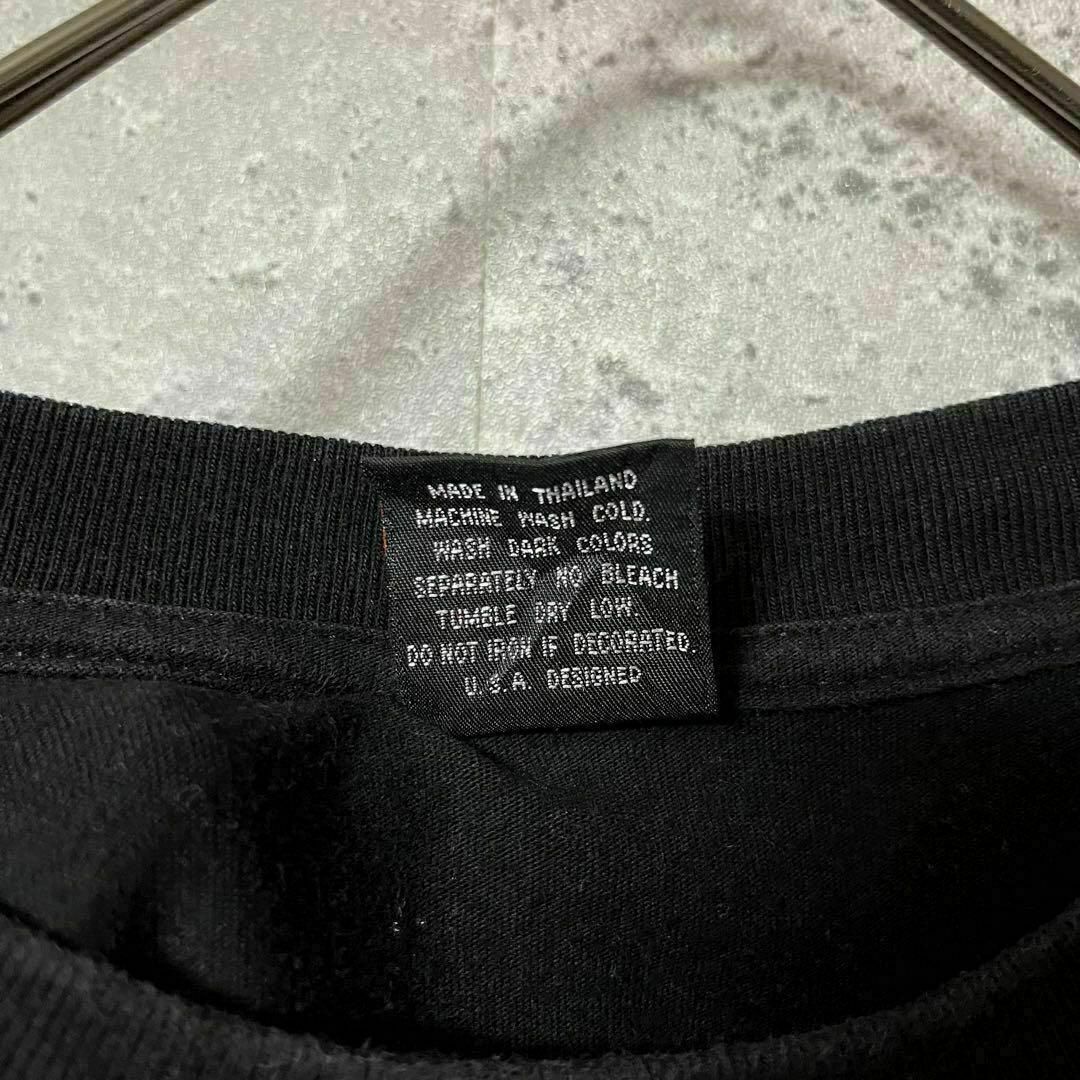 MADE IN THAILAND
MACHINE WASH COLD.
WASH DARK COLORS
SEPARATELY NO BLEACH
TUMBLE DRY LOW.
DO NOT IRON IF DECORATED.
U.S.A. DESIGNED